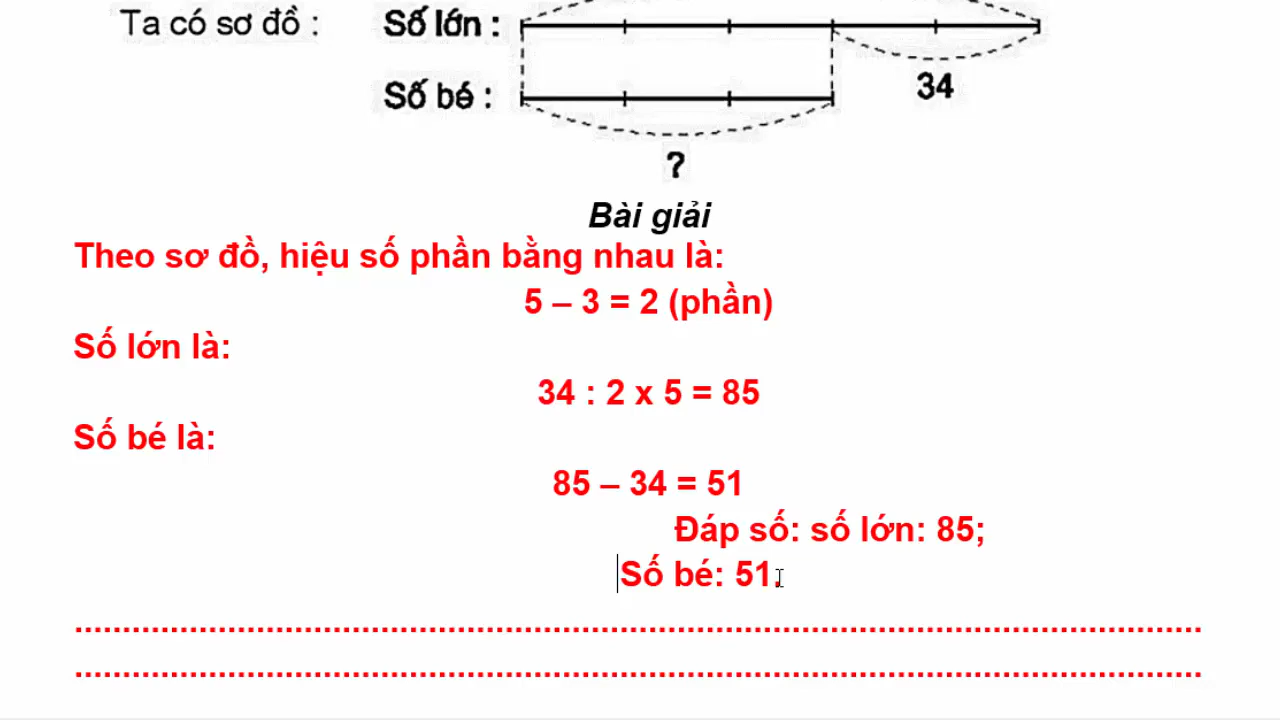 Ta có sơ đồ : Số lớn :
Số bé : 34
?
Bài giải
Theo sơ đồ, hiệu số phần bằng nhau là:
5 – 3 = 2 (phần)
Số lớn là:
34 : 2 x 5 = 85
Số bé là:
85 – 34 = 51
Đáp số: số lớn: 85;
Số bé: 51.